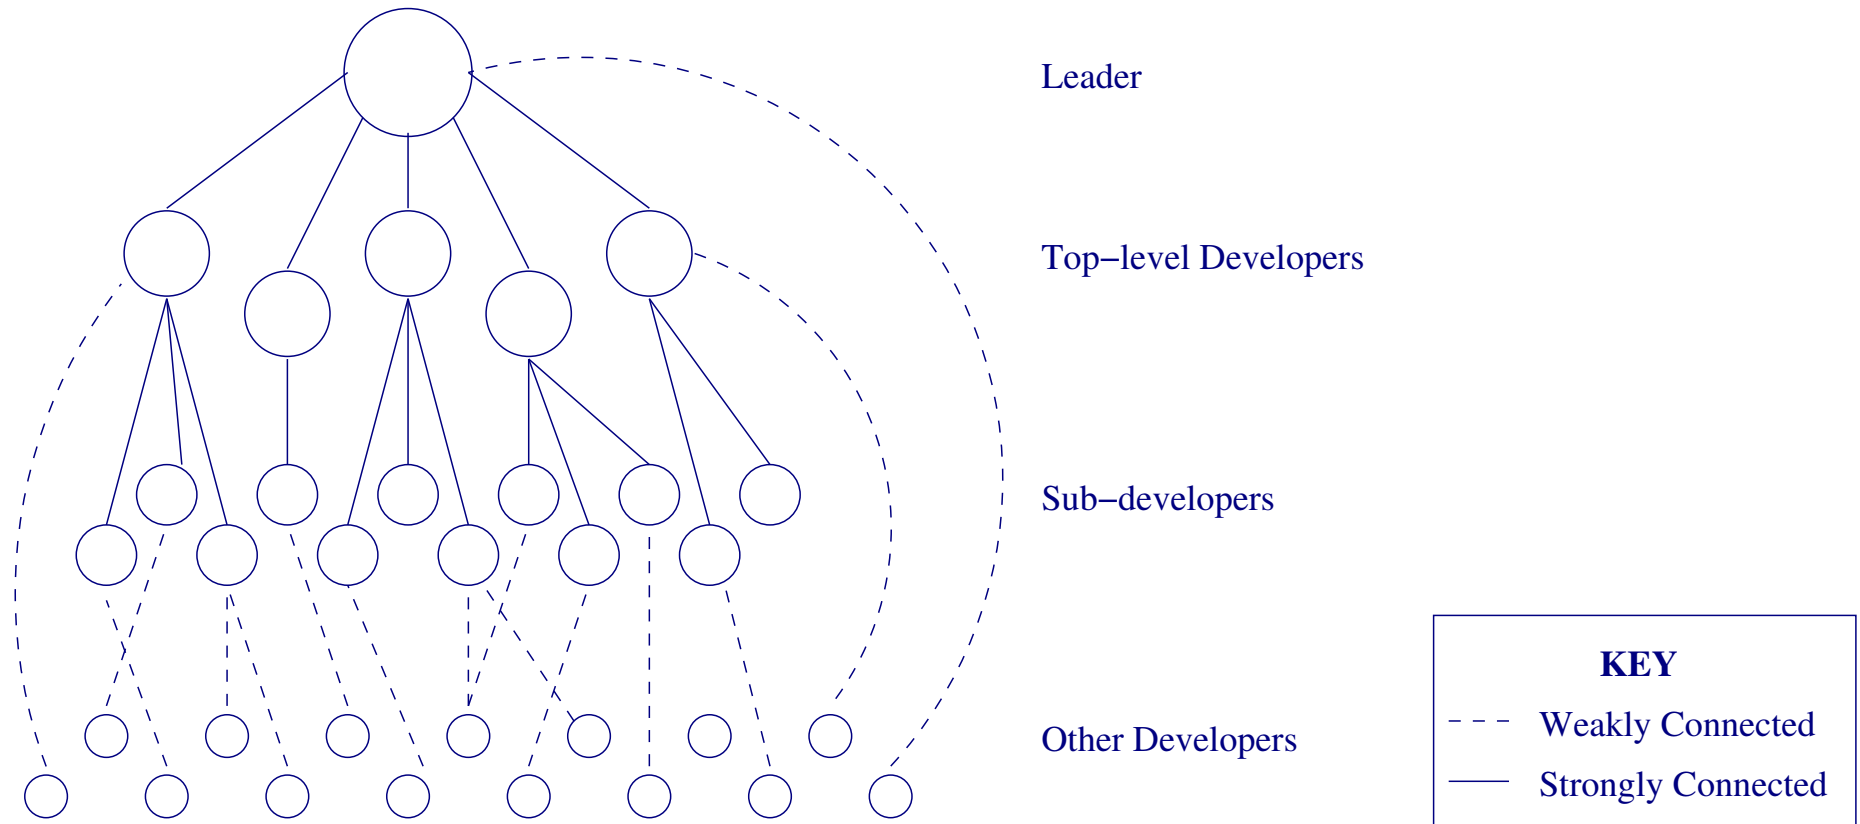 Leader
Top−level Developers
Sub−developers
Other Developers
KEY
Weakly Connected
Strongly Connected